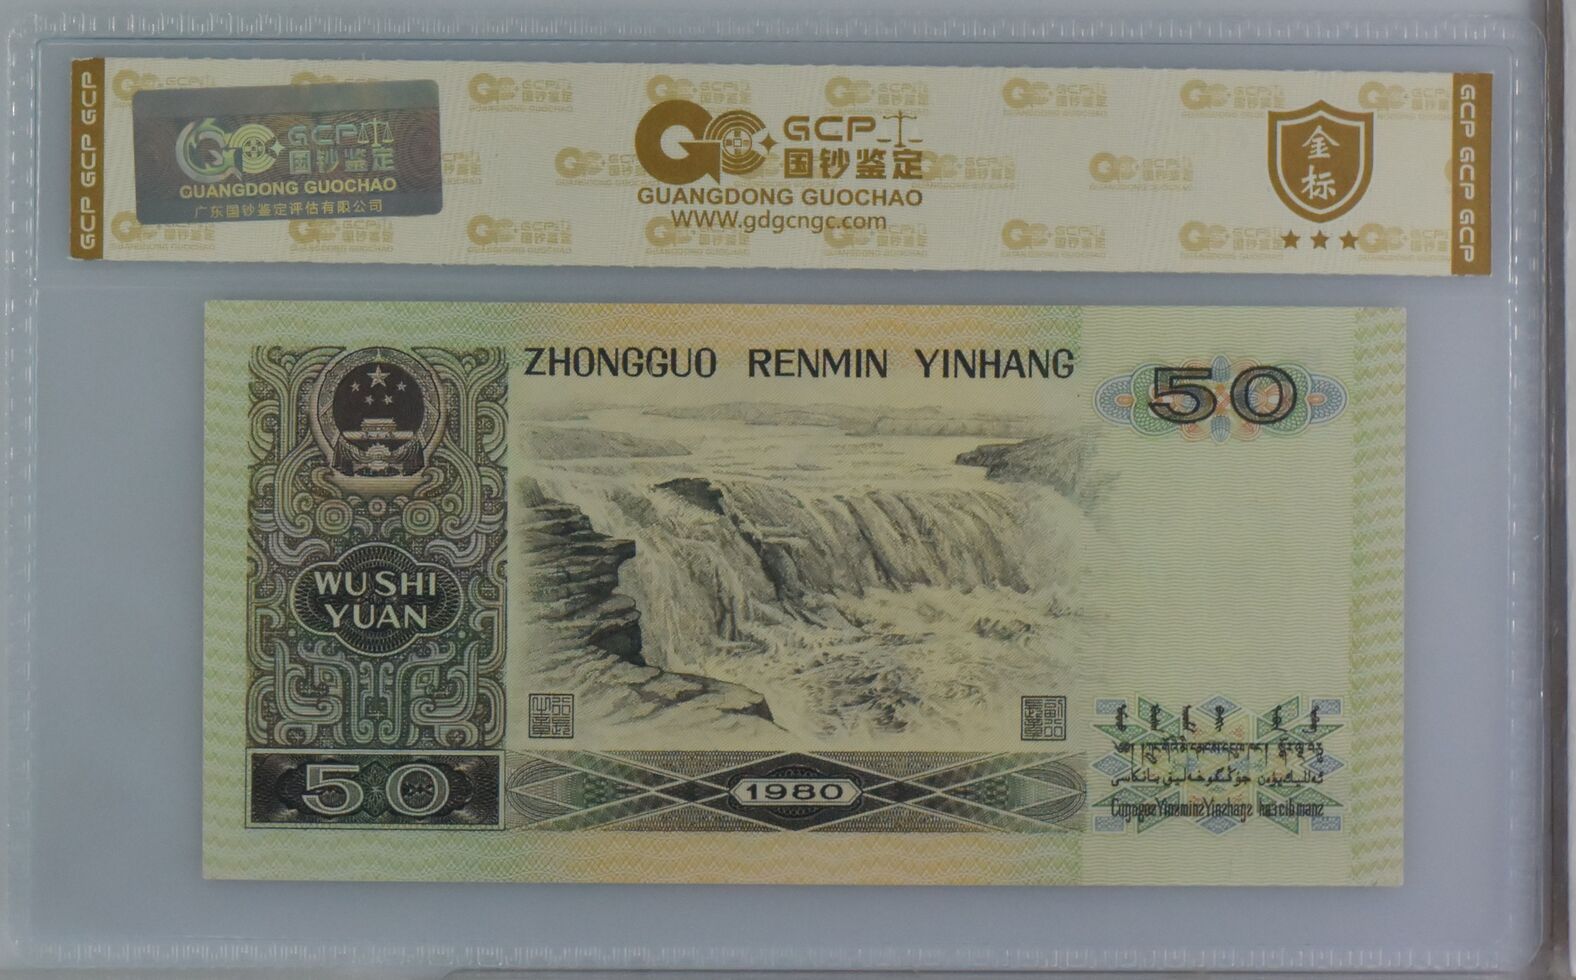 GCP GCP GCP
GCP
国钞鉴定
GUANGDONG GUOCHAO
广东国钞鉴定评估有限公司
GCP
国钞鉴定
GUANGDONG GUOCHAO
WWW.gdgcngc.com
金标
GCP GCP GCP
ZHONGGUO RENMIN YINHANG
50
WU SHI
YUAN
50
1980